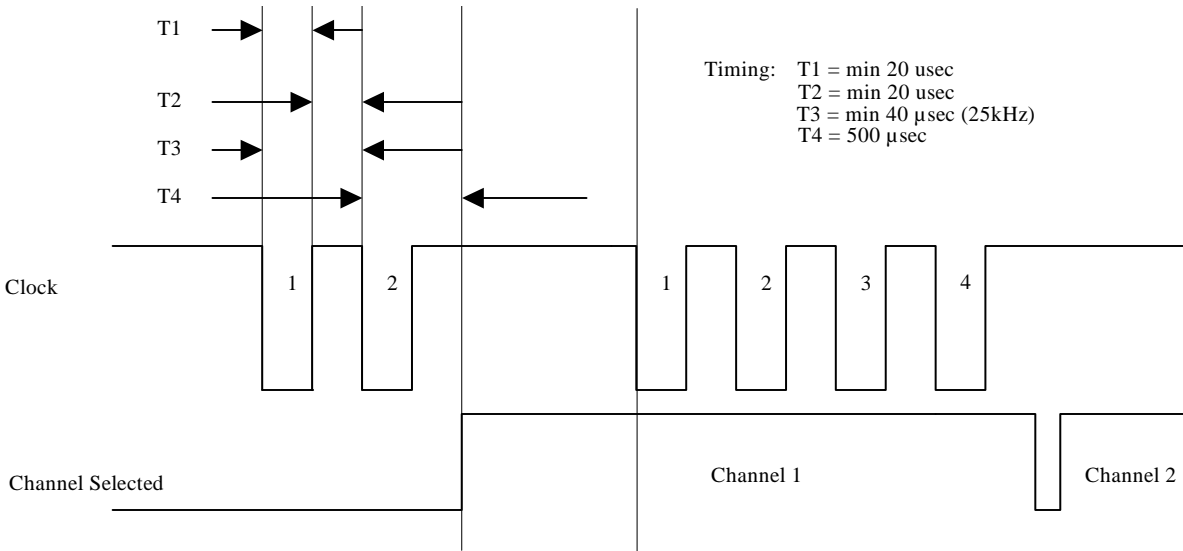 T1
T2
T3
T4
Timing: T1 = min 20 usec
T2 = min 20 usec
T3 = min 40 µsec (25kHz)
T4 = 500 µsec
Clock
1 2 1 2 3 4
Channel Selected
Channel 1 Channel 2